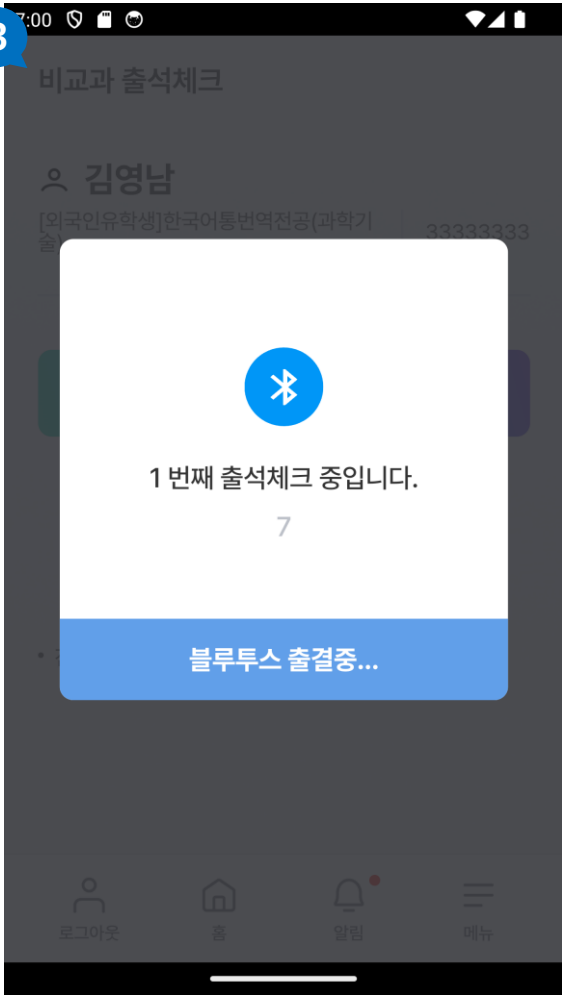 3
7:00
비교과 출석체크
김영남
[외국인유학생]한국어통번역전공(과학기
술)
33333333
1 번째 출석체크 중입니다.
7
블루투스 출결중...
로그아웃
홈
알림
메뉴